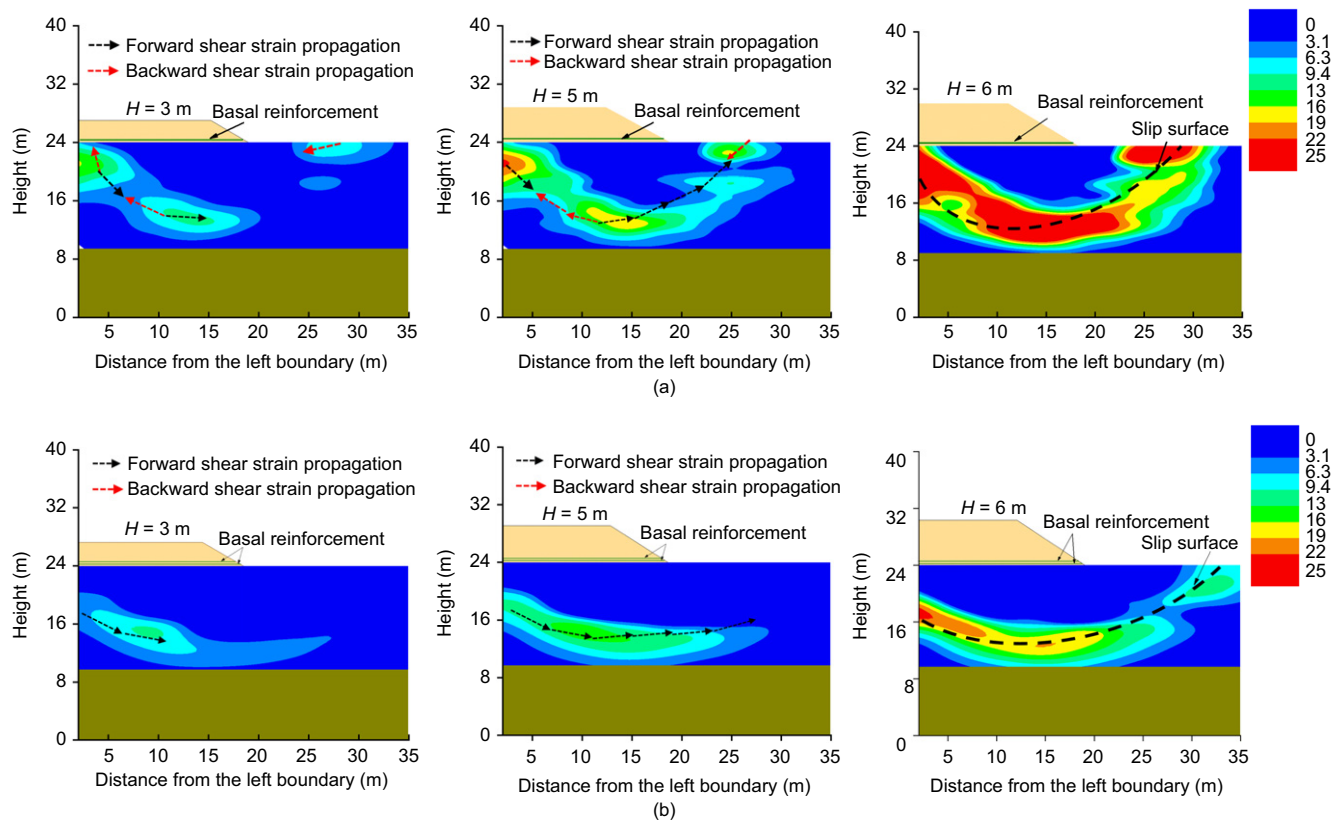 40
32
24
16
8
0
Height (m)
Forward shear strain propagation
Backward shear strain propagation
H = 3 m
Basal reinforcement
5 10 15 20 25 30 35
Distance from the left boundary (m)
40
32
24
16
8
0
Height (m)
Forward shear strain propagation
Backward shear strain propagation
H = 5 m
Basal reinforcement
5 10 15 20 25 30 35
Distance from the left boundary (m)
40
32
24
16
8
0
Height (m)
H = 6 m
Basal reinforcement
Slip surface
5 10 15 20 25 30 35
Distance from the left boundary (m)
0
3.1
6.3
9.4
13
16
19
22
25
(a)
40
32
24
16
8
0
Height (m)
Forward shear strain propagation
Backward shear strain propagation
H = 3 m
Basal reinforcement
5 10 15 20 25 30 35
Distance from the left boundary (m)
40
32
24
16
8
0
Height (m)
Forward shear strain propagation
Backward shear strain propagation
H = 5 m
Basal reinforcement
5 10 15 20 25 30 35
Distance from the left boundary (m)
40
32
24
16
8
0
Height (m)
H = 6 m
Basal reinforcement
Slip surface
5 10 15 20 25 30 35
Distance from the left boundary (m)
0
3.1
6.3
9.4
13
16
19
22
25
(b)